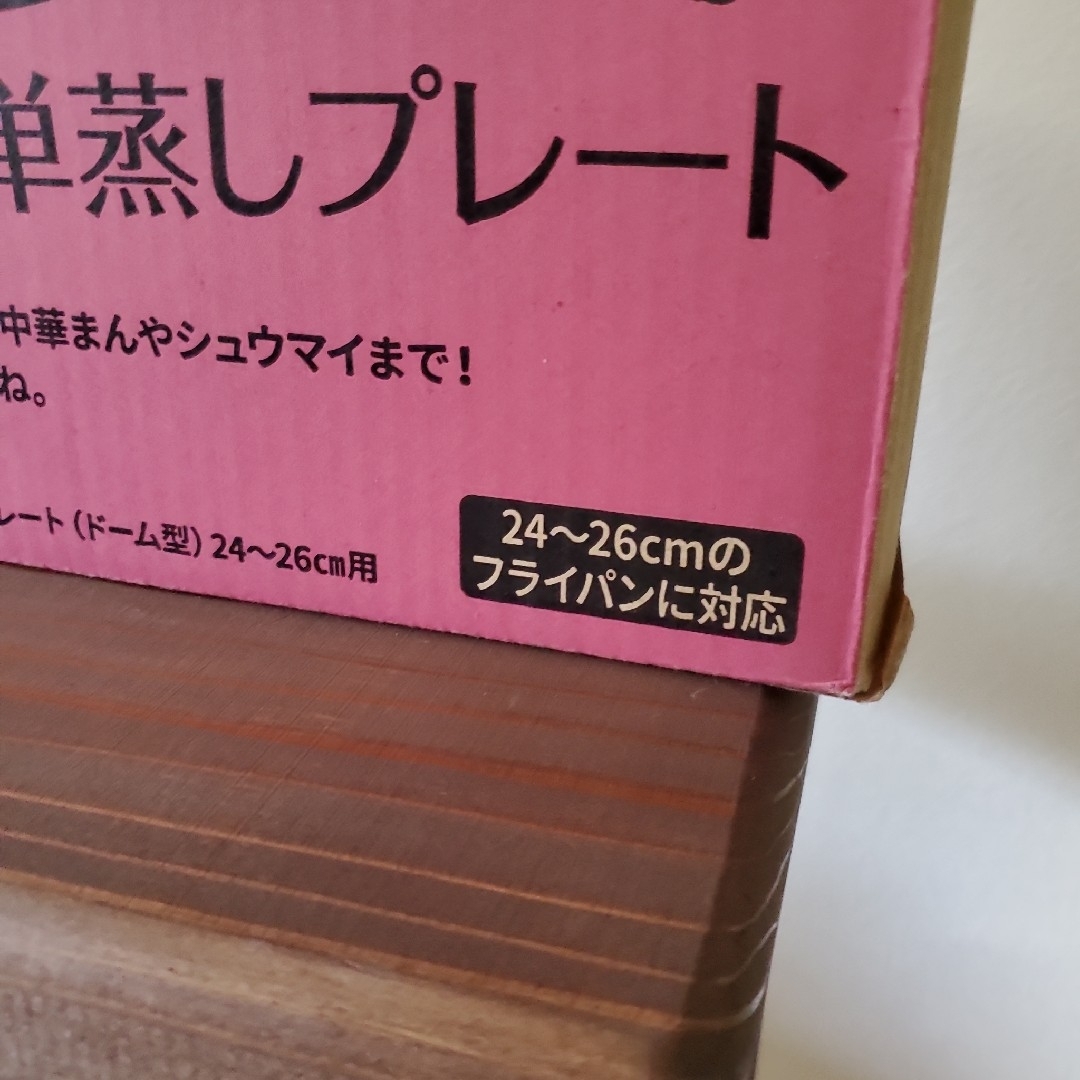 単蒸しプレート
中華まんやシュウマイまで!
ね。
レート(ドーム型)24〜26cm用
24〜26cmの
フライパンに対応